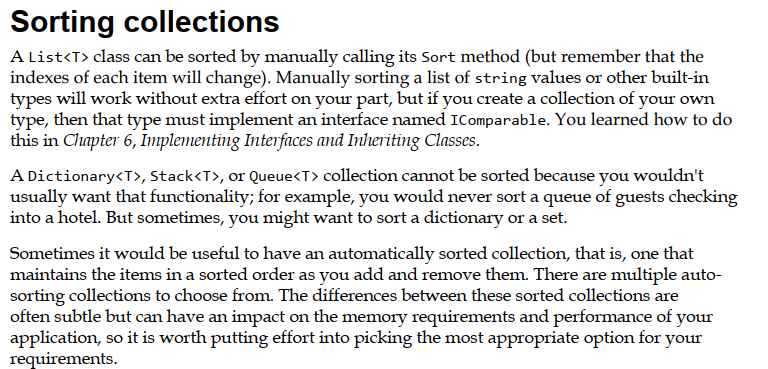 Sorting collections
A List<T> class can be sorted by manually calling its Sort method (but remember that the
indexes of each item will change). Manually sorting a list of string values or other built-in
types will work without extra effort on your part, but if you create a collection of your own
type, then that type must implement an interface named IComparable. You learned how to do
this in Chapter 6, Implementing Interfaces and Inheriting Classes.
A Dictionary<T>, Stack<T>, or Queue<T> collection cannot be sorted because you wouldn't
usually want that functionality; for example, you would never sort a queue of guests checking
into a hotel. But sometimes, you might want to sort a dictionary or a set.
Sometimes it would be useful to have an automatically sorted collection, that is, one that
maintains the items in a sorted order as you add and remove them. There are multiple auto-
sorting collections to choose from. The differences between these sorted collections are
often subtle but can have an impact on the memory requirements and performance of your
application, so it is worth putting effort into picking the most appropriate option for your
requirements.